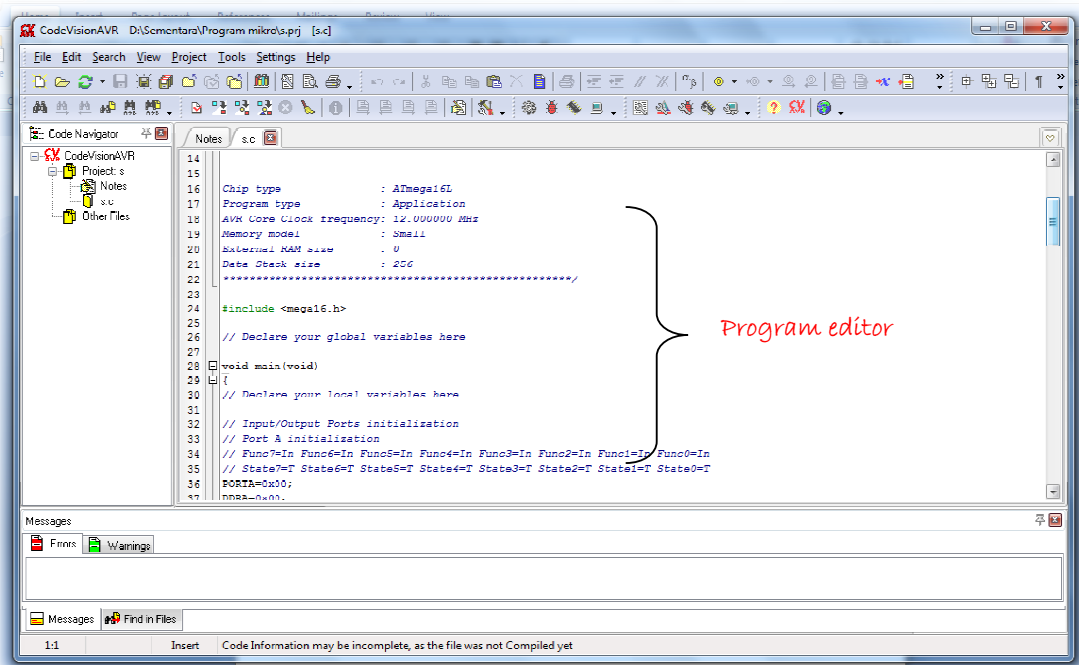 CodeVisionAVR D:\Sementara\Program mikro\s.prj [s.c]
File Edit Search View Project Tools Settings Help
Code Navigator
CodeVisionAVR
Project: s
Notes
s.c
Other Files
Notes s.c
14
15
16 Chip type : ATmega16L
17 Program type : Application
18 AVR Core Clock frequency: 12.000000 MHz
19 Memory model : Small
20 External RAM size : 0
21 Data Stack size : 256
22 *****************************************************/
23
24 #include <mega16.h>
25
26 // Declare your global variables here
27
28 void main(void)
29 {
30 // Declare your local variables here
31
32 // Input/Output Ports initialization
33 // Port A initialization
34 // Func7=In Func6=In Func5=In Func4=In Func3=In Func2=In Func1=In Func0=In
35 // State7=T State6=T State5=T State4=T State3=T State2=T State1=T State0=T
36 PORTA=0x00;
37 DDRA=0x00;
Program editor
Messages
Errors Warnings
Messages Find in Files
1:1 Insert Code Information may be incomplete, as the file was not Compiled yet